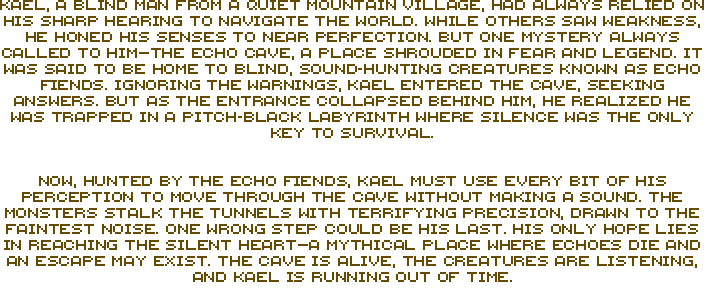 KAEL, A BLIND MAN FROM A QUIET MOUNTAIN VILLAGE, HAD ALWAYS RELIED ON
HIS SHARP HEARING TO NAVIGATE THE WORLD. WHILE OTHERS SAW WEAKNESS,
HE HONED HIS SENSES TO NEAR PERFECTION. BUT ONE MYSTERY ALWAYS
CALLED TO HIM—THE ECHO CAVE, A PLACE SHROUDED IN FEAR AND LEGEND. IT
WAS SAID TO BE HOME TO BLIND, SOUND-HUNTING CREATURES KNOWN AS ECHO
FIENDS. IGNORING THE WARNINGS, KAEL ENTERED THE CAVE, SEEKING
ANSWERS. BUT AS THE ENTRANCE COLLAPSED BEHIND HIM, HE REALIZED HE
WAS TRAPPED IN A PITCH-BLACK LABYRINTH WHERE SILENCE WAS THE ONLY
KEY TO SURVIVAL.
NOW, HUNTED BY THE ECHO FIENDS, KAEL MUST USE EVERY BIT OF HIS
PERCEPTION TO MOVE THROUGH THE CAVE WITHOUT MAKING A SOUND. THE
MONSTERS STALK THE TUNNELS WITH TERRIFYING PRECISION, DRAWN TO THE
FAINTEST NOISE. ONE WRONG STEP COULD BE HIS LAST. HIS ONLY HOPE LIES
IN REACHING THE SILENT HEART—A MYTHICAL PLACE WHERE ECHOES DIE AND
AN ESCAPE MAY EXIST. THE CAVE IS ALIVE, THE CREATURES ARE LISTENING,
AND KAEL IS RUNNING OUT OF TIME.